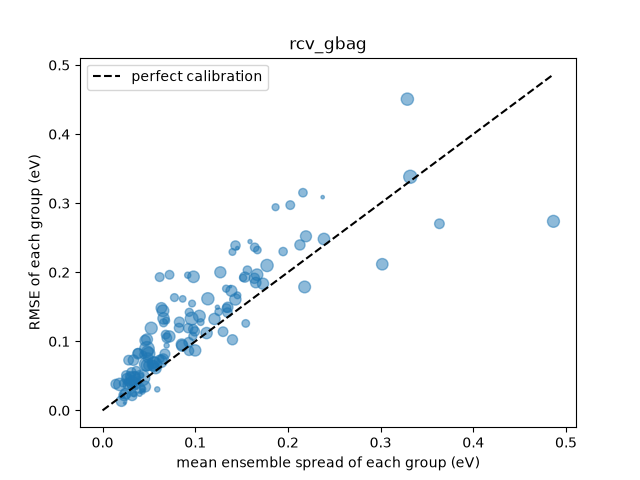 rcv_gbag
perfect calibration
RMSE of each group (eV)
0.5
0.4
0.3
0.2
0.1
0.0
0.0 0.1 0.2 0.3 0.4 0.5
mean ensemble spread of each group (eV)